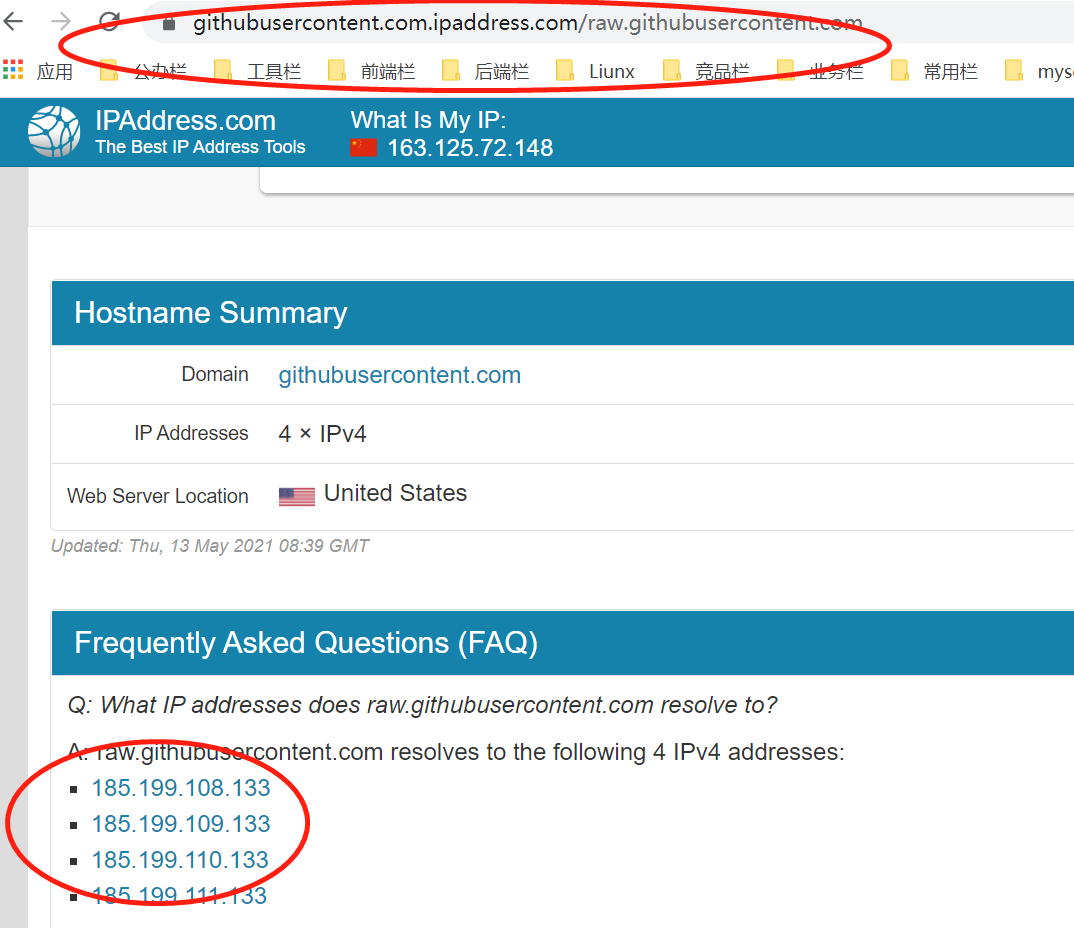 githubusercontent.com.ipaddress.com/raw.githubusercontent.com
应用 公办栏 工具栏 前端栏 后端栏 Liunx 竞品栏 业务栏 常用栏 myso
IPAddress.com
The Best IP Address Tools
What Is My IP:
163.125.72.148
Hostname Summary
Domain githubusercontent.com
IP Addresses 4 × IPv4
Web Server Location United States
Updated: Thu, 13 May 2021 08:39 GMT
Frequently Asked Questions (FAQ)
Q: What IP addresses does raw.githubusercontent.com resolve to?
A: raw.githubusercontent.com resolves to the following 4 IPv4 addresses:
185.199.108.133
185.199.109.133
185.199.110.133
185.199.111.133